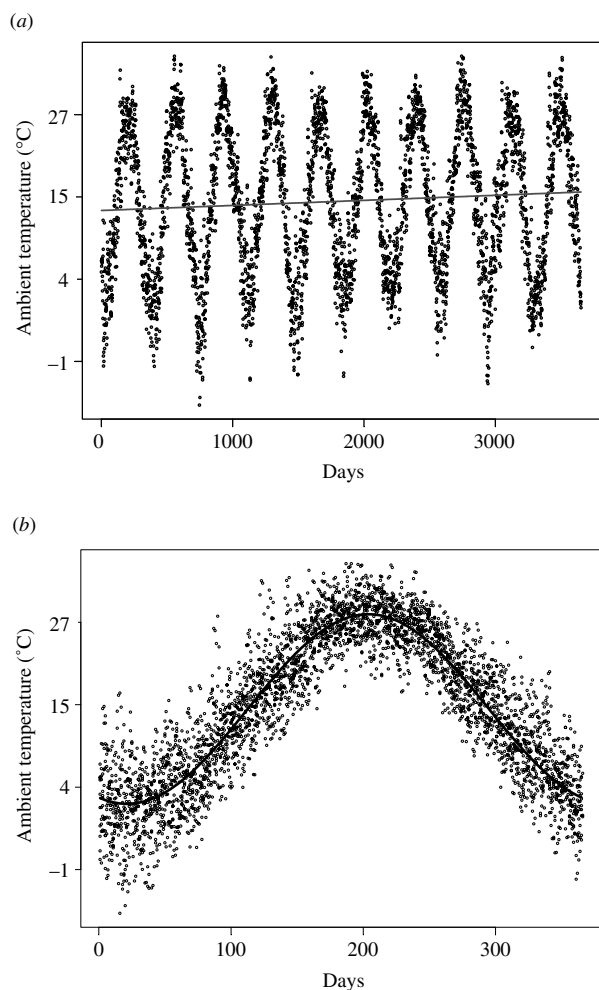 (a)
27
15
4
–1
Ambient temperature (°C)
0 1000 2000 3000
Days
(b)
27
15
4
–1
Ambient temperature (°C)
0 100 200 300
Days